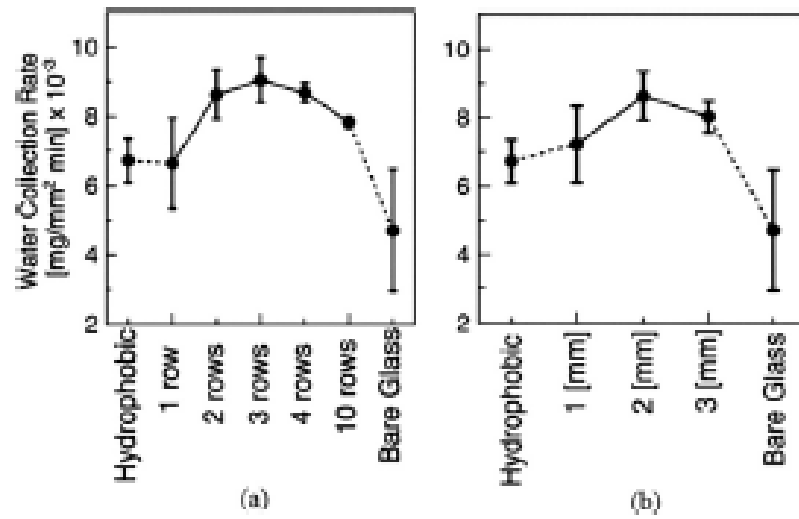 Water Collection Rate
[mg/mm² min] x 10⁻³
10
8
6
4
2
Hydrophobic
1 row
2 rows
3 rows
4 rows
10 rows
Bare Glass
(a)
10
8
6
4
2
Hydrophobic
1 [mm]
2 [mm]
3 [mm]
Bare Glass
(b)